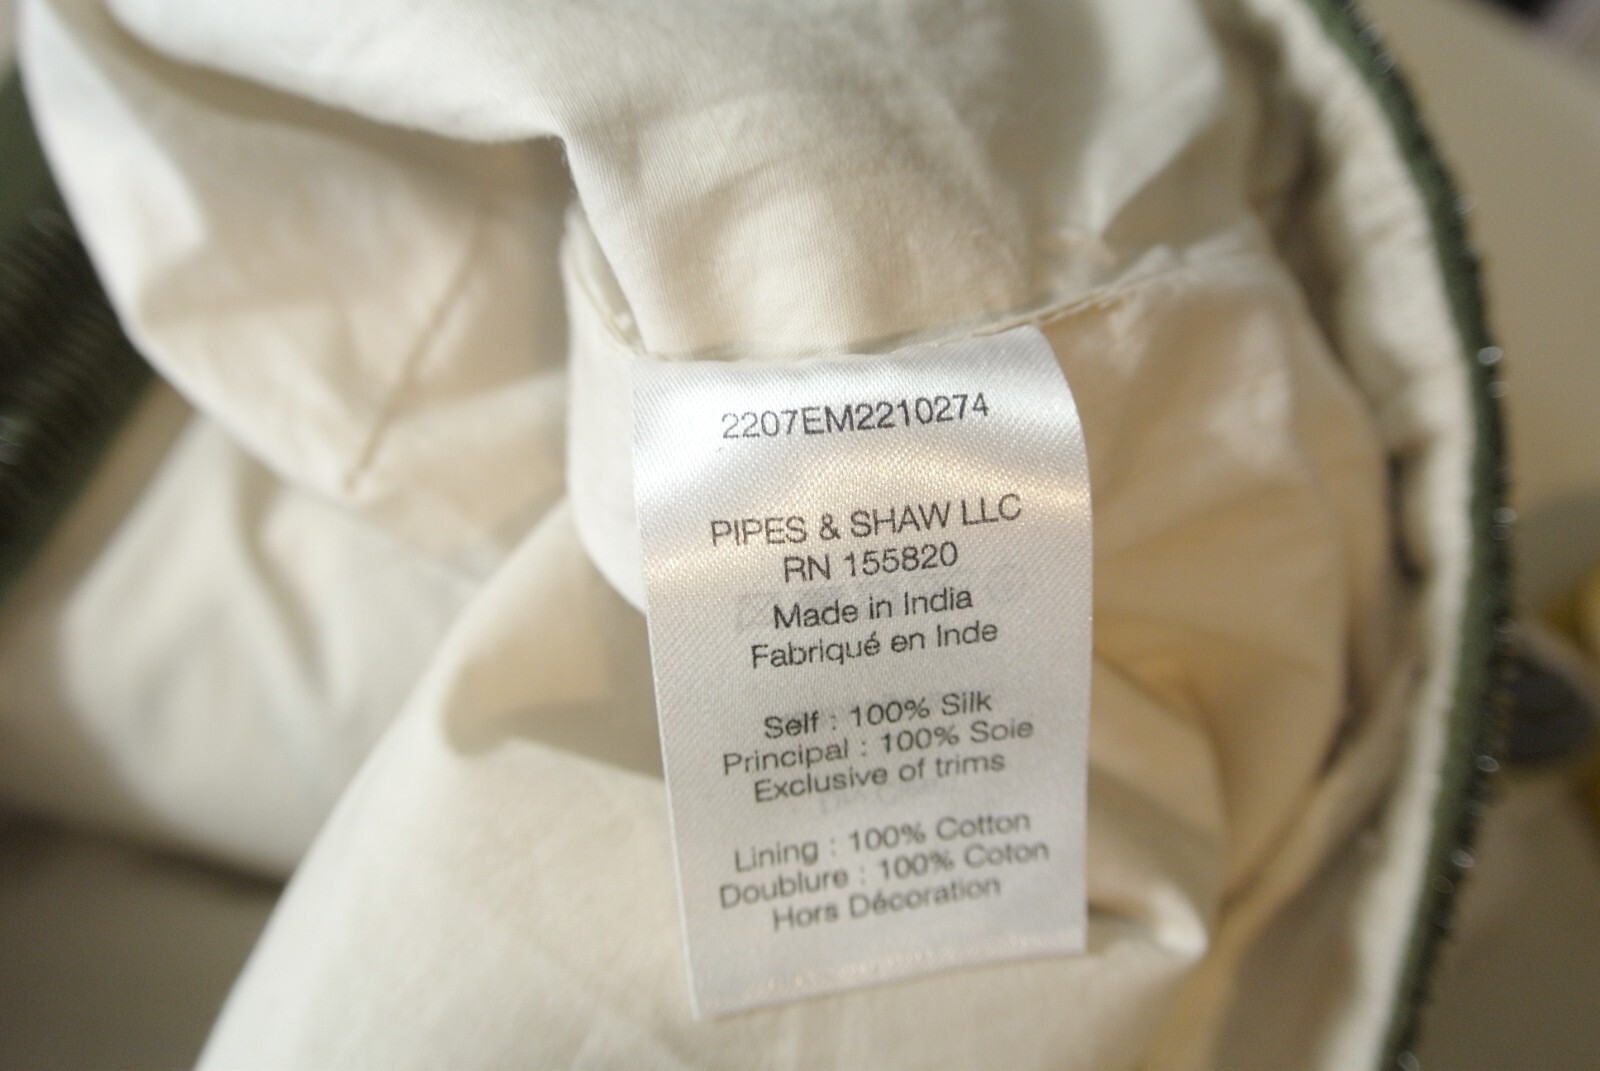 2207EM2210274
PIPES & SHAW LLC
RN 155820
Made in India
Fabriqué en Inde
Self : 100% Silk
Principal : 100% Soie
Exclusive of trims
Lining : 100% Cotton
Doublure : 100% Coton
Hors Décoration